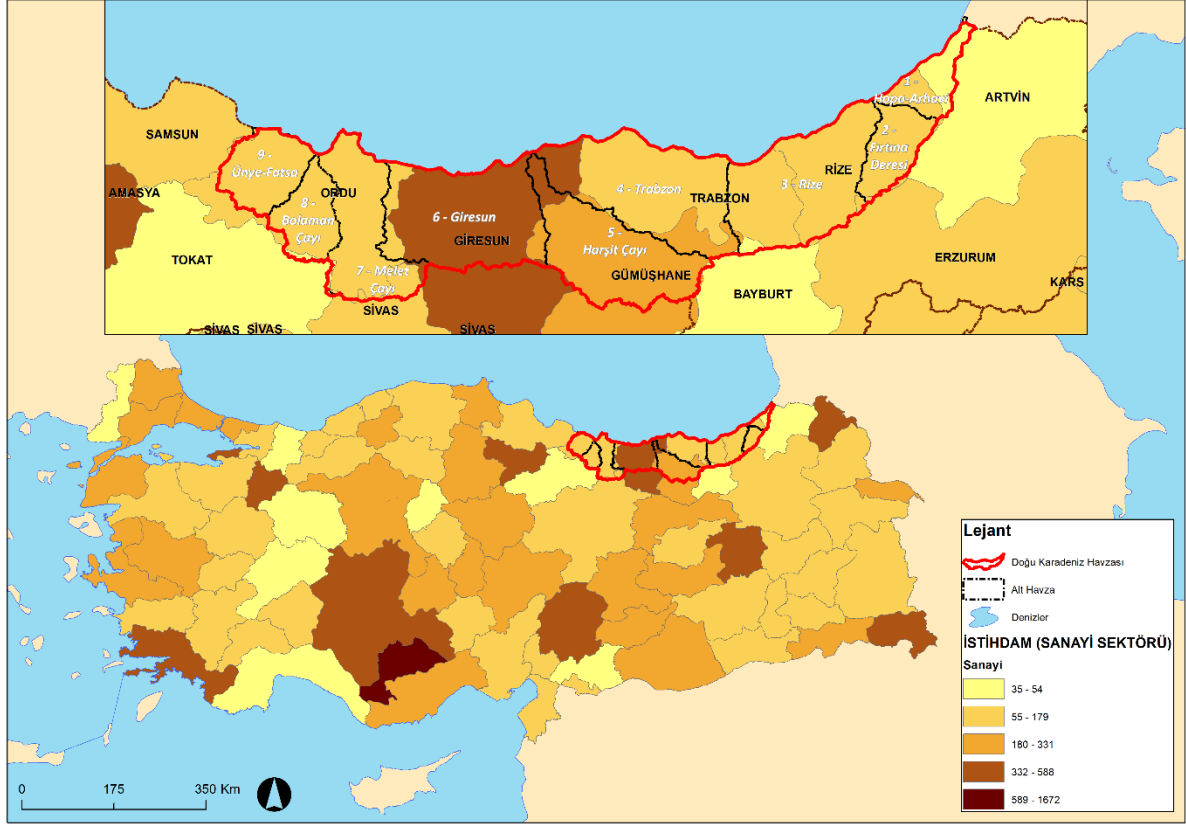 SAMSUN
AMASYA
TOKAT
9 -
Ünye-Fatsa
8 -
Bolaman
Çayı
ORDU
7 - Melet
Çayı
SİVAS
SİVAS
SİVAS
SİVAS
6 - Giresun
GİRESUN
4 - Trabzon
TRABZON
5 -
Harşit Çayı
GÜMÜŞHANE
BAYBURT
3 - Rize
RİZE
2 -
Fırtına
Deresi
1 -
Hopa-Arhavi
ARTVİN
ERZURUM
KARS
Lejant
Doğu Karadeniz Havzası
Alt Havza
Denizler
İSTİHDAM (SANAYİ SEKTÖRÜ)
Sanayi
35 - 54
55 - 179
180 - 331
332 - 588
589 - 1672
0 175 350 Km